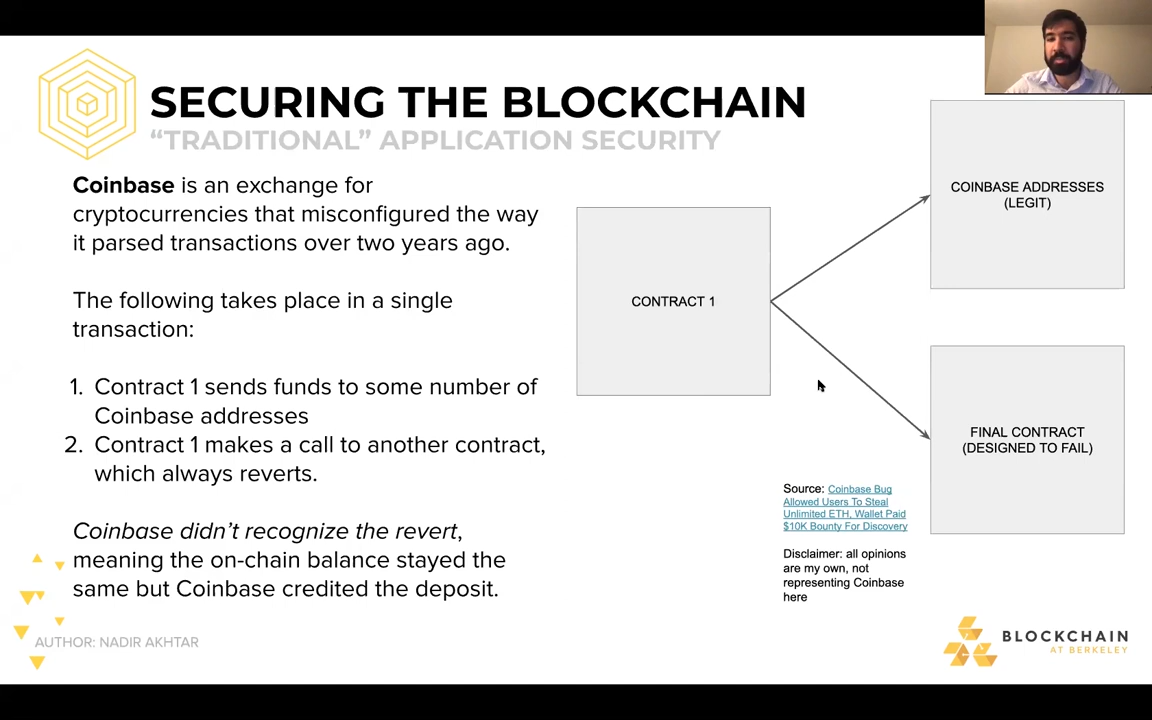 SECURING THE BLOCKCHAIN
“TRADITIONAL” APPLICATION SECURITY
Coinbase is an exchange for
cryptocurrencies that misconfigured the way
it parsed transactions over two years ago.
The following takes place in a single
transaction:
1. Contract 1 sends funds to some number of
Coinbase addresses
2. Contract 1 makes a call to another contract,
which always reverts.
Coinbase didn’t recognize the revert,
meaning the on-chain balance stayed the
same but Coinbase credited the deposit.
AUTHOR: NADIR AKHTAR
CONTRACT 1
COINBASE ADDRESSES
(LEGIT)
FINAL CONTRACT
(DESIGNED TO FAIL)
Source: Coinbase Bug
Allowed Users To Steal
Unlimited ETH, Wallet Paid
$10K Bounty For Discovery
Disclaimer: all opinions
are my own, not
representing Coinbase
here
BLOCKCHAIN
AT BERKELEY